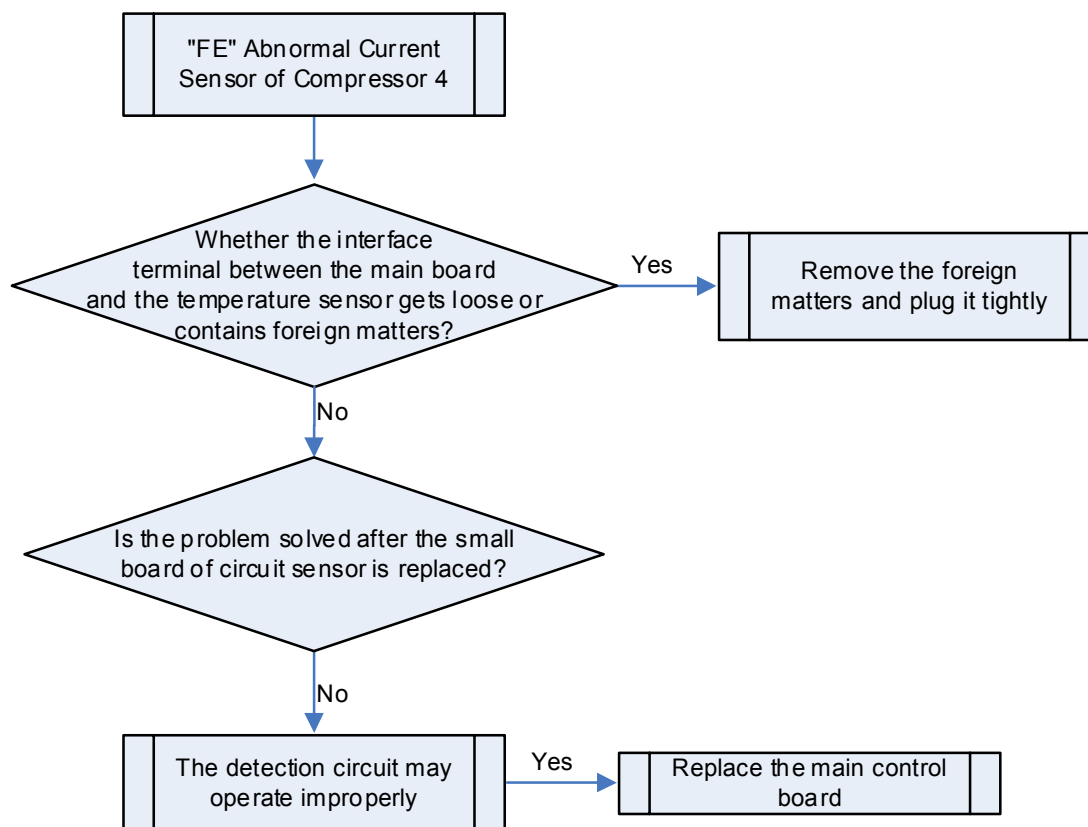 "FE" Abnormal Current
Sensor of Compressor 4
Whether the interface
terminal between the main board
and the temperature sensor gets loose or
contains foreign matters?
Yes
Remove the foreign
matters and plug it tightly
No
Is the problem solved after the small
board of circuit sensor is replaced?
No
The detection circuit may
operate improperly
Yes
Replace the main control
board